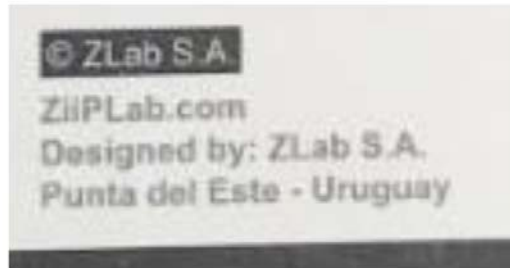 © ZLab S.A.
ZiiPLab.com
Designed by: ZLab S.A.
Punta del Este - Uruguay